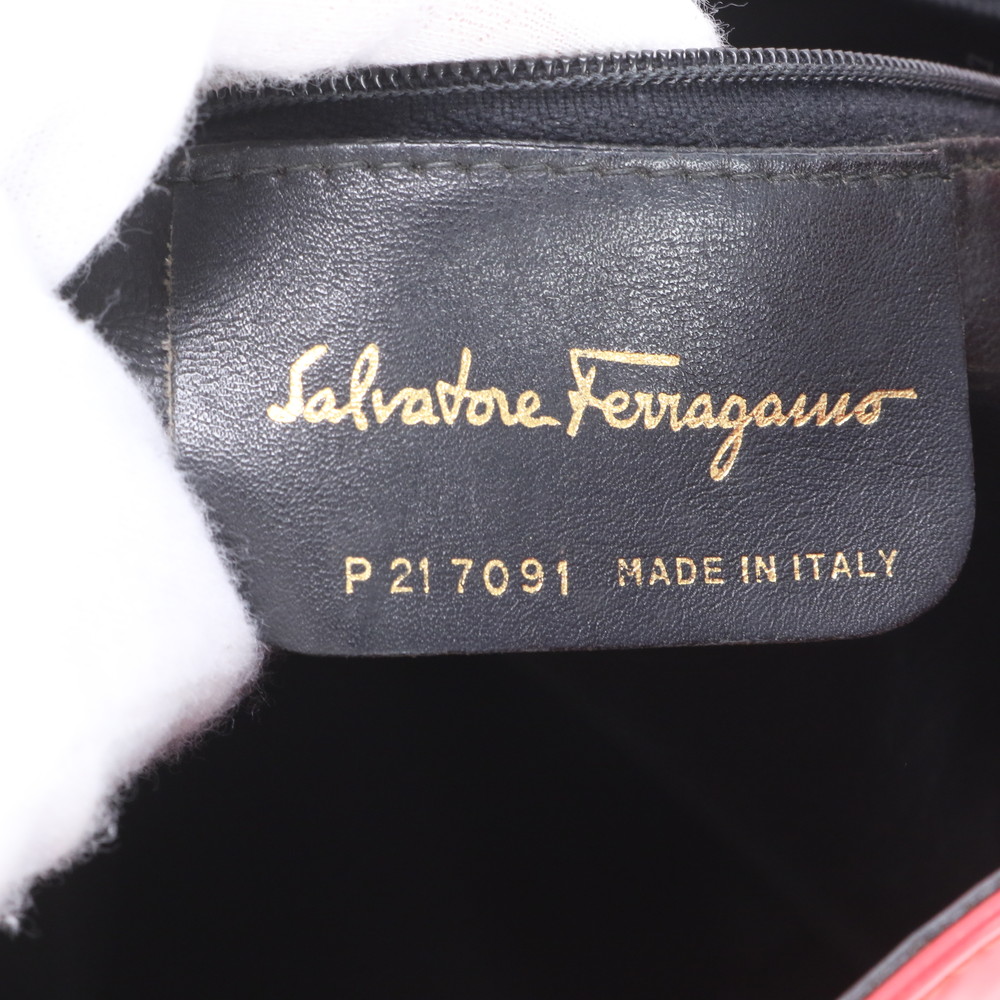 Salvatore Ferragamo
P 21 7091 MADE IN ITALY